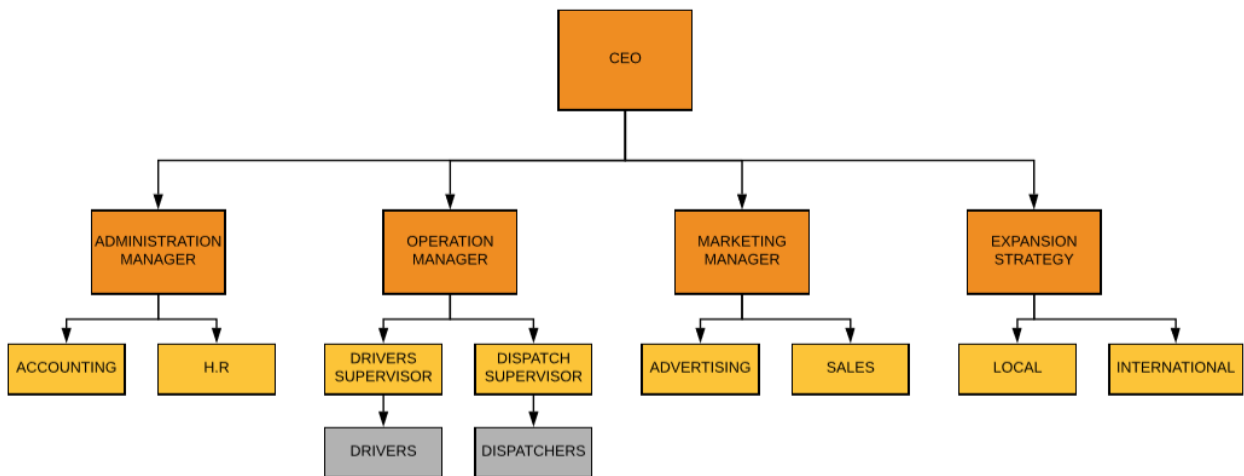 CEO
ADMINISTRATION
MANAGER
OPERATION
MANAGER
MARKETING
MANAGER
EXPANSION
STRATEGY
ACCOUNTING
H.R
DRIVERS
SUPERVISOR
DISPATCH
SUPERVISOR
ADVERTISING
SALES
LOCAL
INTERNATIONAL
DRIVERS
DISPATCHERS